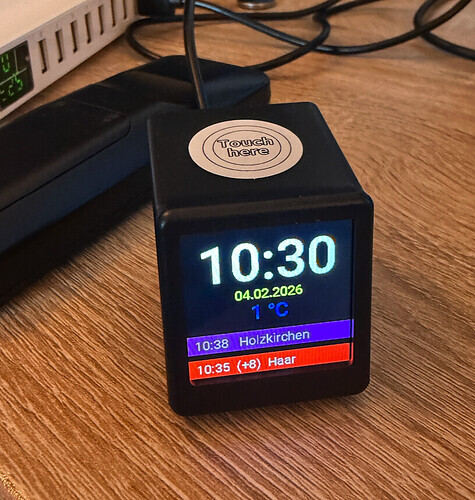 Touch
here
10:30
04.02.2026
1 °C
10:38 Holzkirchen
10:35 (+8) Haar